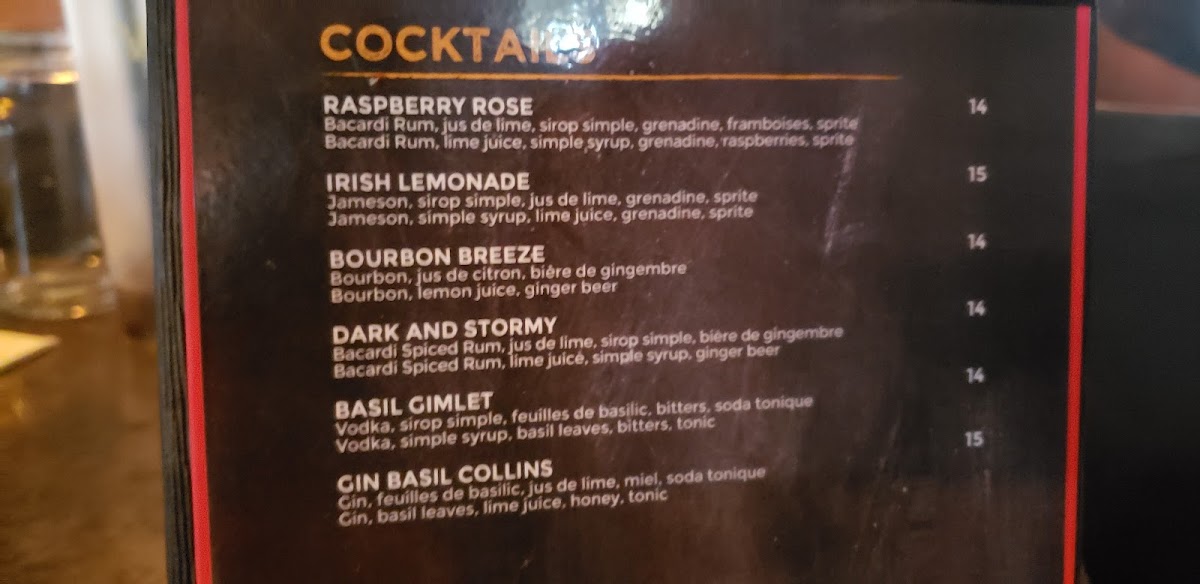 COCKTAILS
RASPBERRY ROSE 14
Bacardi Rum, jus de lime, sirop simple, grenadine, framboises, sprite
Bacardi Rum, lime juice, simple syrup, grenadine, raspberries, sprite
IRISH LEMONADE 15
Jameson, sirop simple, jus de lime, grenadine, sprite
Jameson, simple syrup, lime juice, grenadine, sprite
BOURBON BREEZE 14
Bourbon, jus de citron, bière de gingembre
Bourbon, lemon juice, ginger beer
DARK AND STORMY 14
Bacardi Spiced Rum, jus de lime, sirop simple, bière de gingembre
Bacardi Spiced Rum, lime juice, simple syrup, ginger beer
BASIL GIMLET 14
Vodka, sirop simple, feuilles de basilic, bitters, soda tonique
Vodka, simple syrup, basil leaves, bitters, tonic
GIN BASIL COLLINS 15
Gin, feuilles de basilic, jus de lime, miel, soda tonique
Gin, basil leaves, lime juice, honey, tonic